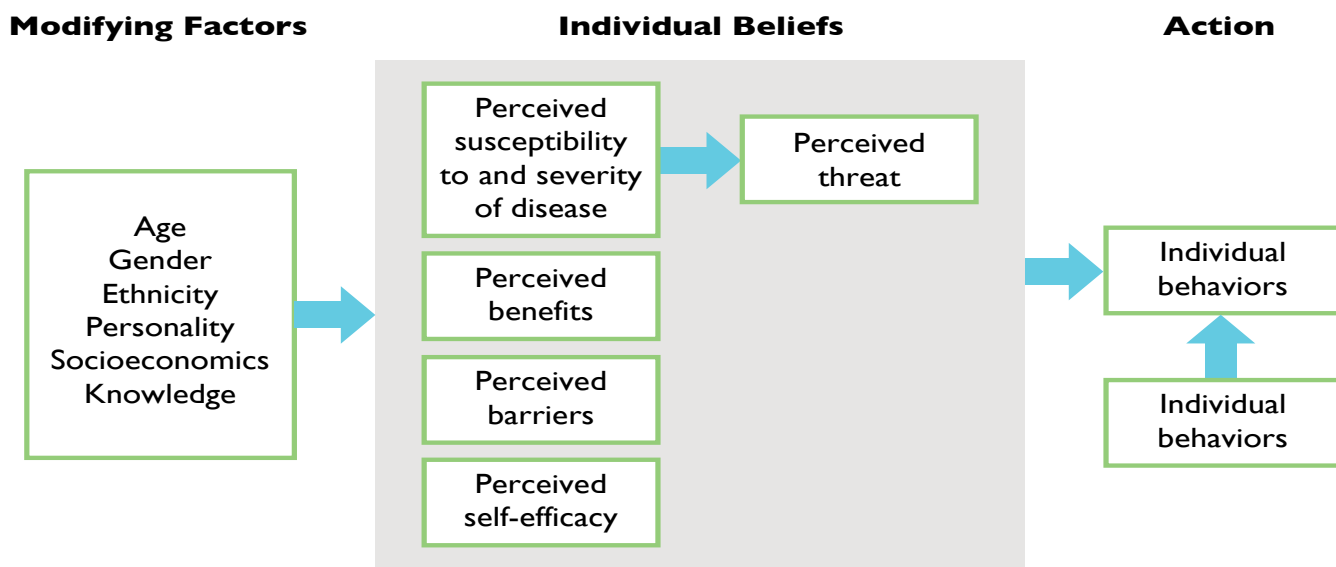 Modifying Factors
Individual Beliefs
Action
Age
Gender
Ethnicity
Personality
Socioeconomics
Knowledge
Perceived
susceptibility
to and severity
of disease
Perceived
threat
Perceived
benefits
Perceived
barriers
Perceived
self-efficacy
Individual
behaviors
Individual
behaviors